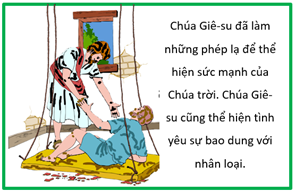 Chúa Giê-su đã làm
những phép lạ để thể
hiện sức mạnh của
Chúa trời. Chúa Giê-
su cũng thể hiện tình
yêu sự bao dung với
nhân loại.